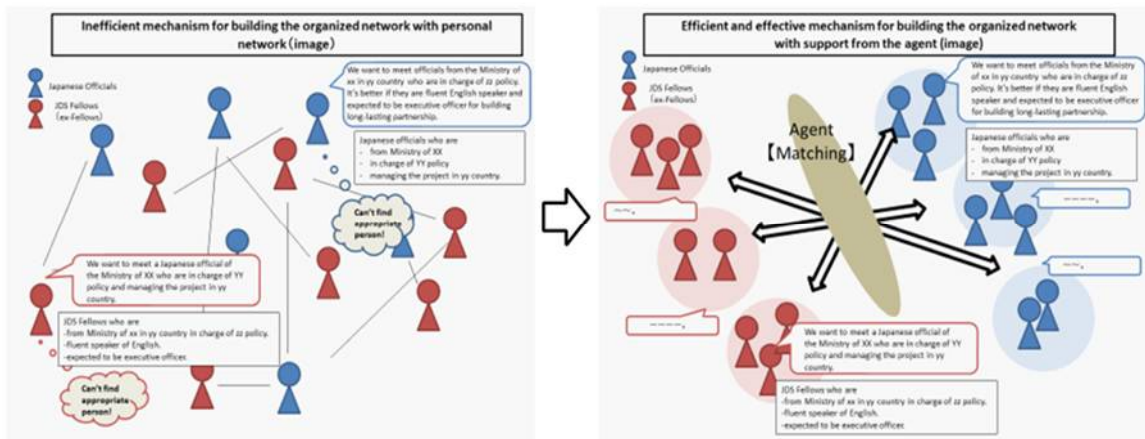 Inefficient mechanism for building the organized network with personal
network(image)
Japanese Officials
JDS Fellows
(ex-Fellows)
We want to meet officials from the Ministry of
xx in yy country who are in charge of zz policy.
It's better if they are fluent English speaker and
expected to be executive officer for building
long-lasting partnership.
Japanese officials who are
- from Ministry of XX
- in charge of YY policy
- managing the project in yy country.
Can't find
appropriate
person!
We want to meet a Japanese official of
the Ministry of XX who are in charge of YY
policy and managing the project in yy
country.
JDS Fellows who are
-from Ministry of xx in yy country in charge of zz policy.
-fluent speaker of English.
-expected to be executive officer.
Can't find
appropriate
person!
Efficient and effective mechanism for building the organized network
with support from the agent (image)
Japanese Officials
JDS Fellows
(ex-Fellows)
We want to meet officials from the Ministry
of xx in yy country who are in charge of zz
policy. It's better if they are fluent English
speaker and expected to be executive officer
for building long-lasting partnership.
Agent
【Matching】
Japanese officials who are
- from Ministry of XX
- in charge of YY policy
- managing the project in yy country.
~~。
----。
~~。
----。
We want to meet a Japanese official of
the Ministry of XX who are in charge of YY
policy and managing the project in yy
country.
JDS Fellows who are
-from Ministry of xx in yy country in charge of zz policy.
-fluent speaker of English.
-expected to be executive officer.